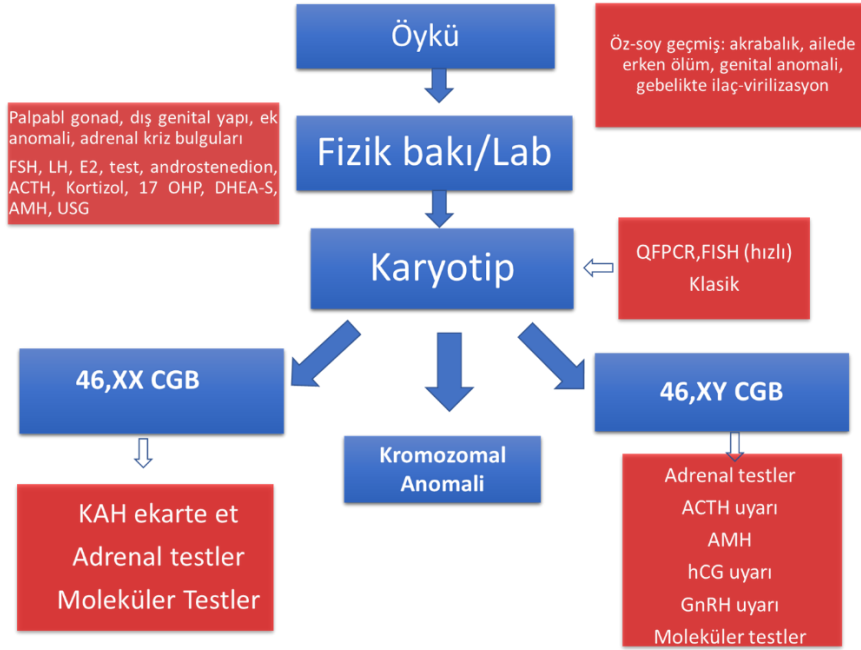 Öykü
Öz-soy geçmiş: akrabalık, ailede
erken ölüm, genital anomali,
gebelikte ilaç-virilizasyon
Palpabl gonad, dış genital yapı, ek
anomali, adrenal kriz bulguları
FSH, LH, E2, test, androstenedion,
ACTH, Kortizol, 17 OHP, DHEA-S,
AMH, USG
Fizik bakı/Lab
Karyotip
QFPCR,FISH (hızlı)
Klasik
46,XX CGB
Kromozomal
Anomali
46,XY CGB
KAH ekarte et
Adrenal testler
Moleküler Testler
Adrenal testler
ACTH uyarı
AMH
hCG uyarı
GnRH uyarı
Moleküler testler